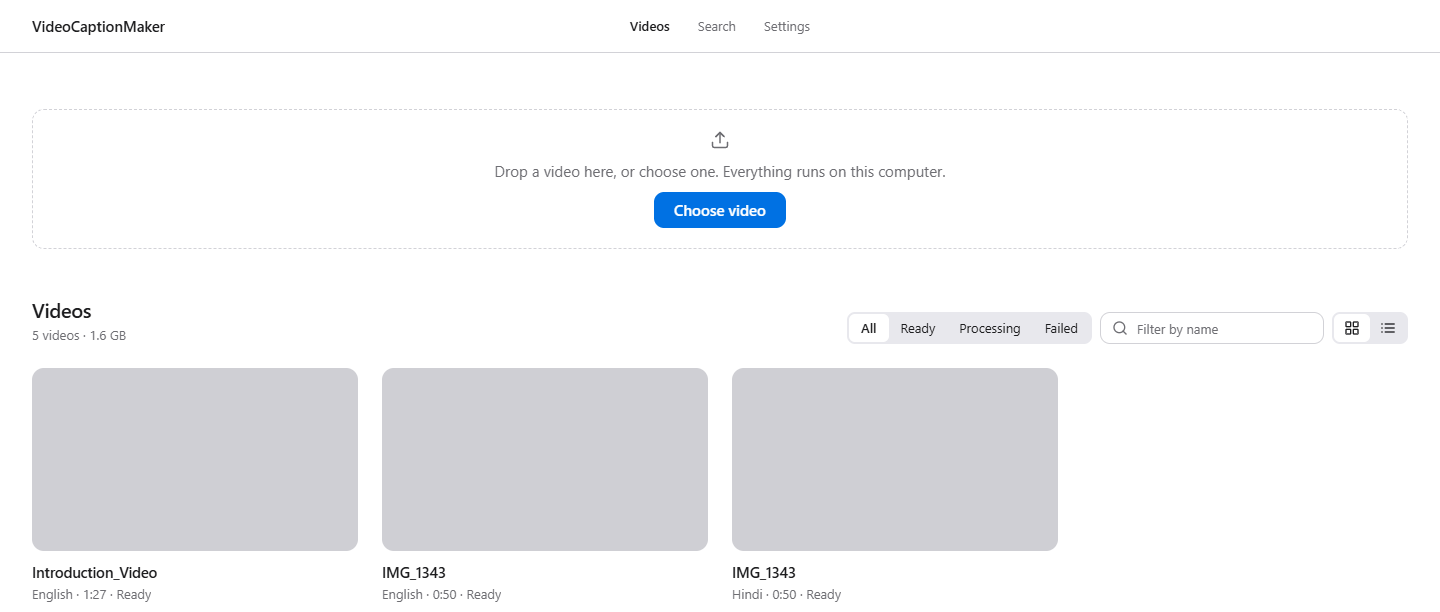 VideoCaptionMaker
Videos Search Settings
Drop a video here, or choose one. Everything runs on this computer.
Choose video
Videos
5 videos · 1.6 GB
All Ready Processing Failed Filter by name
Introduction_Video
English · 1:27 · Ready
IMG_1343
English · 0:50 · Ready
IMG_1343
Hindi · 0:50 · Ready